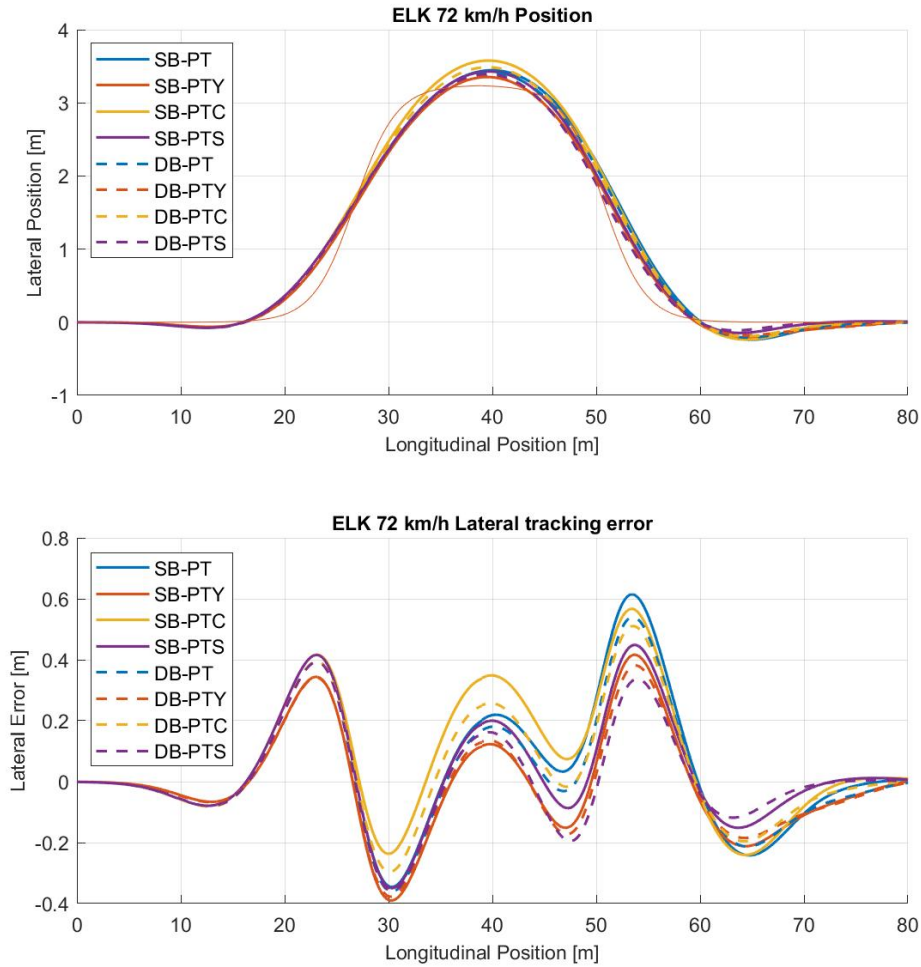 ELK 72 km/h Position
4
3
2
1
0
-1
Lateral Position [m]
SB-PT
SB-PTY
SB-PTC
SB-PTS
DB-PT
DB-PTY
DB-PTC
DB-PTS
0 10 20 30 40 50 60 70 80
Longitudinal Position [m]
ELK 72 km/h Lateral tracking error
0.8
0.6
0.4
0.2
0
-0.2
-0.4
Lateral Error [m]
SB-PT
SB-PTY
SB-PTC
SB-PTS
DB-PT
DB-PTY
DB-PTC
DB-PTS
0 10 20 30 40 50 60 70 80
Longitudinal Position [m]